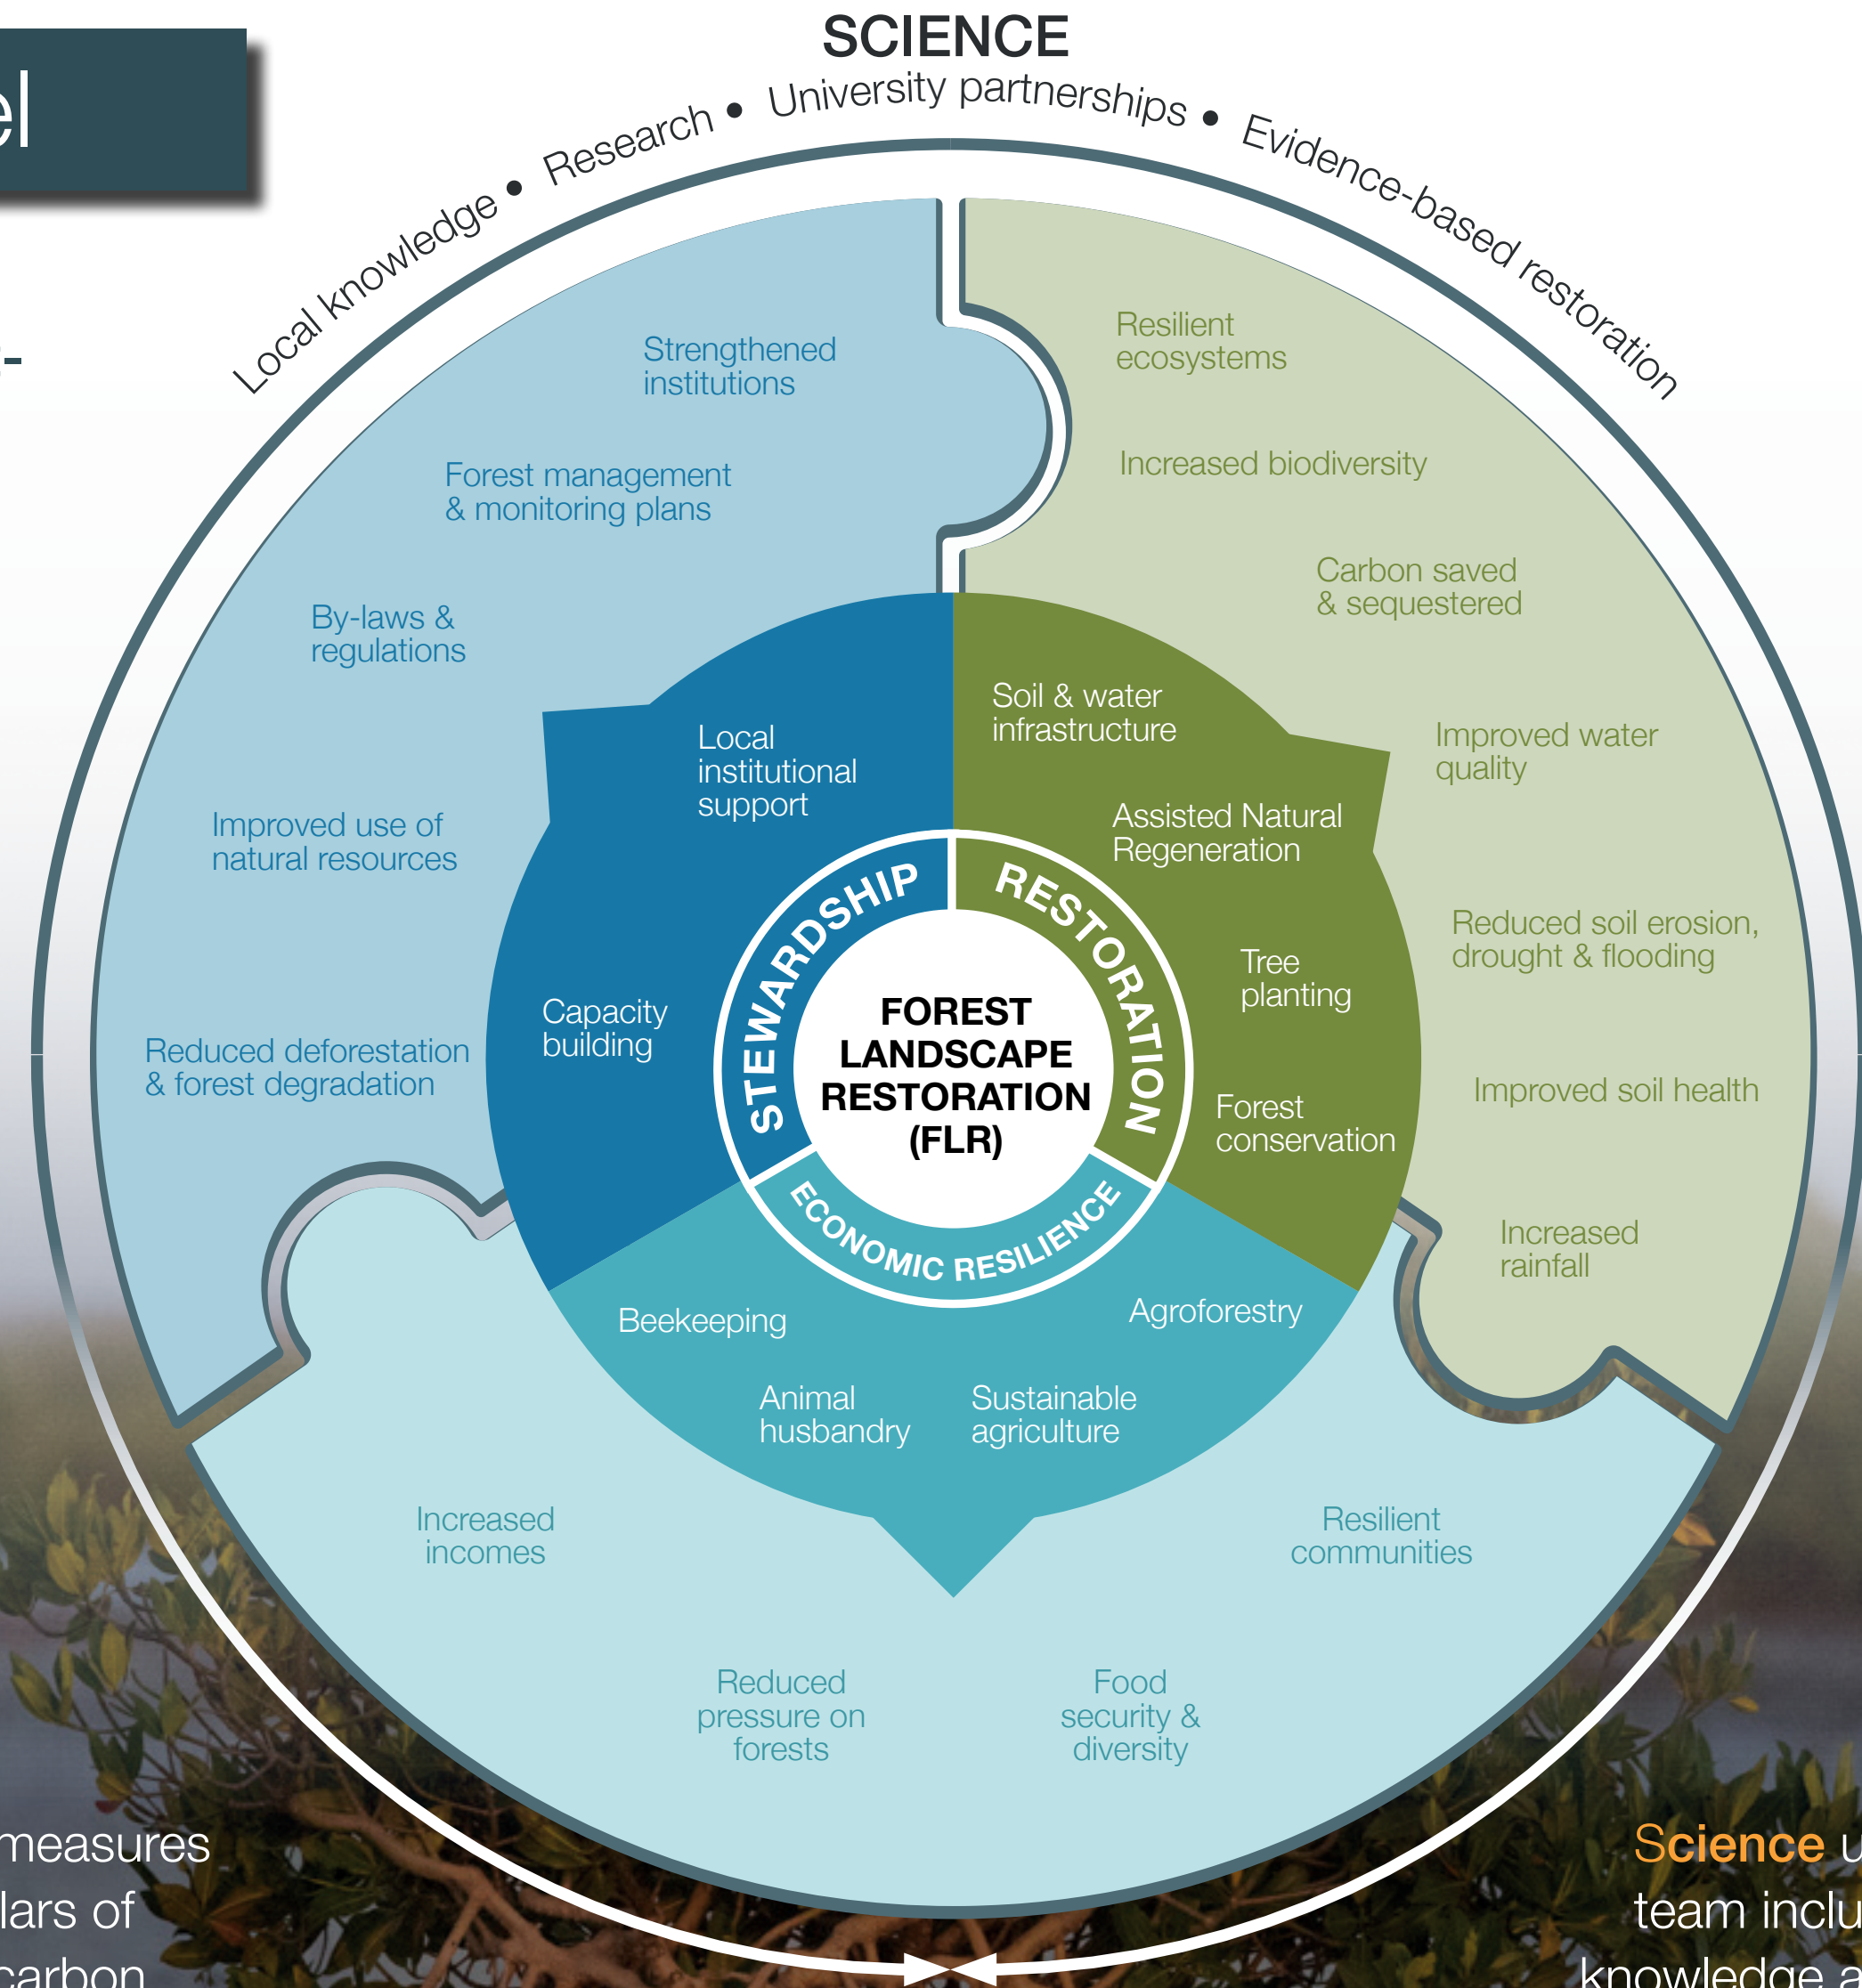 el
SCIENCE
Local knowledge • Research • University partnerships • Evidence-based restoration
Strengthened
institutions
Forest management
& monitoring plans
By-laws &
regulations
Improved use of
natural resources
Reduced deforestation
& forest degradation
Resilient
ecosystems
Increased biodiversity
Carbon saved
& sequestered
Improved water
quality
Reduced soil erosion,
drought & flooding
Improved soil health
Increased
rainfall
Local
institutional
support
Capacity
building
Soil & water
infrastructure
Assisted Natural
Regeneration
Tree
planting
Forest
conservation
STEWARDSHIP
RESTORATION
ECONOMIC RESILIENCE
FOREST
LANDSCAPE
RESTORATION
(FLR)
Beekeeping
Animal
husbandry
Sustainable
agriculture
Agroforestry
Increased
incomes
Reduced
pressure on
forests
Food
security &
diversity
Resilient
communities
measures
lars of
carbon
Science u
team inclu
knowledge a